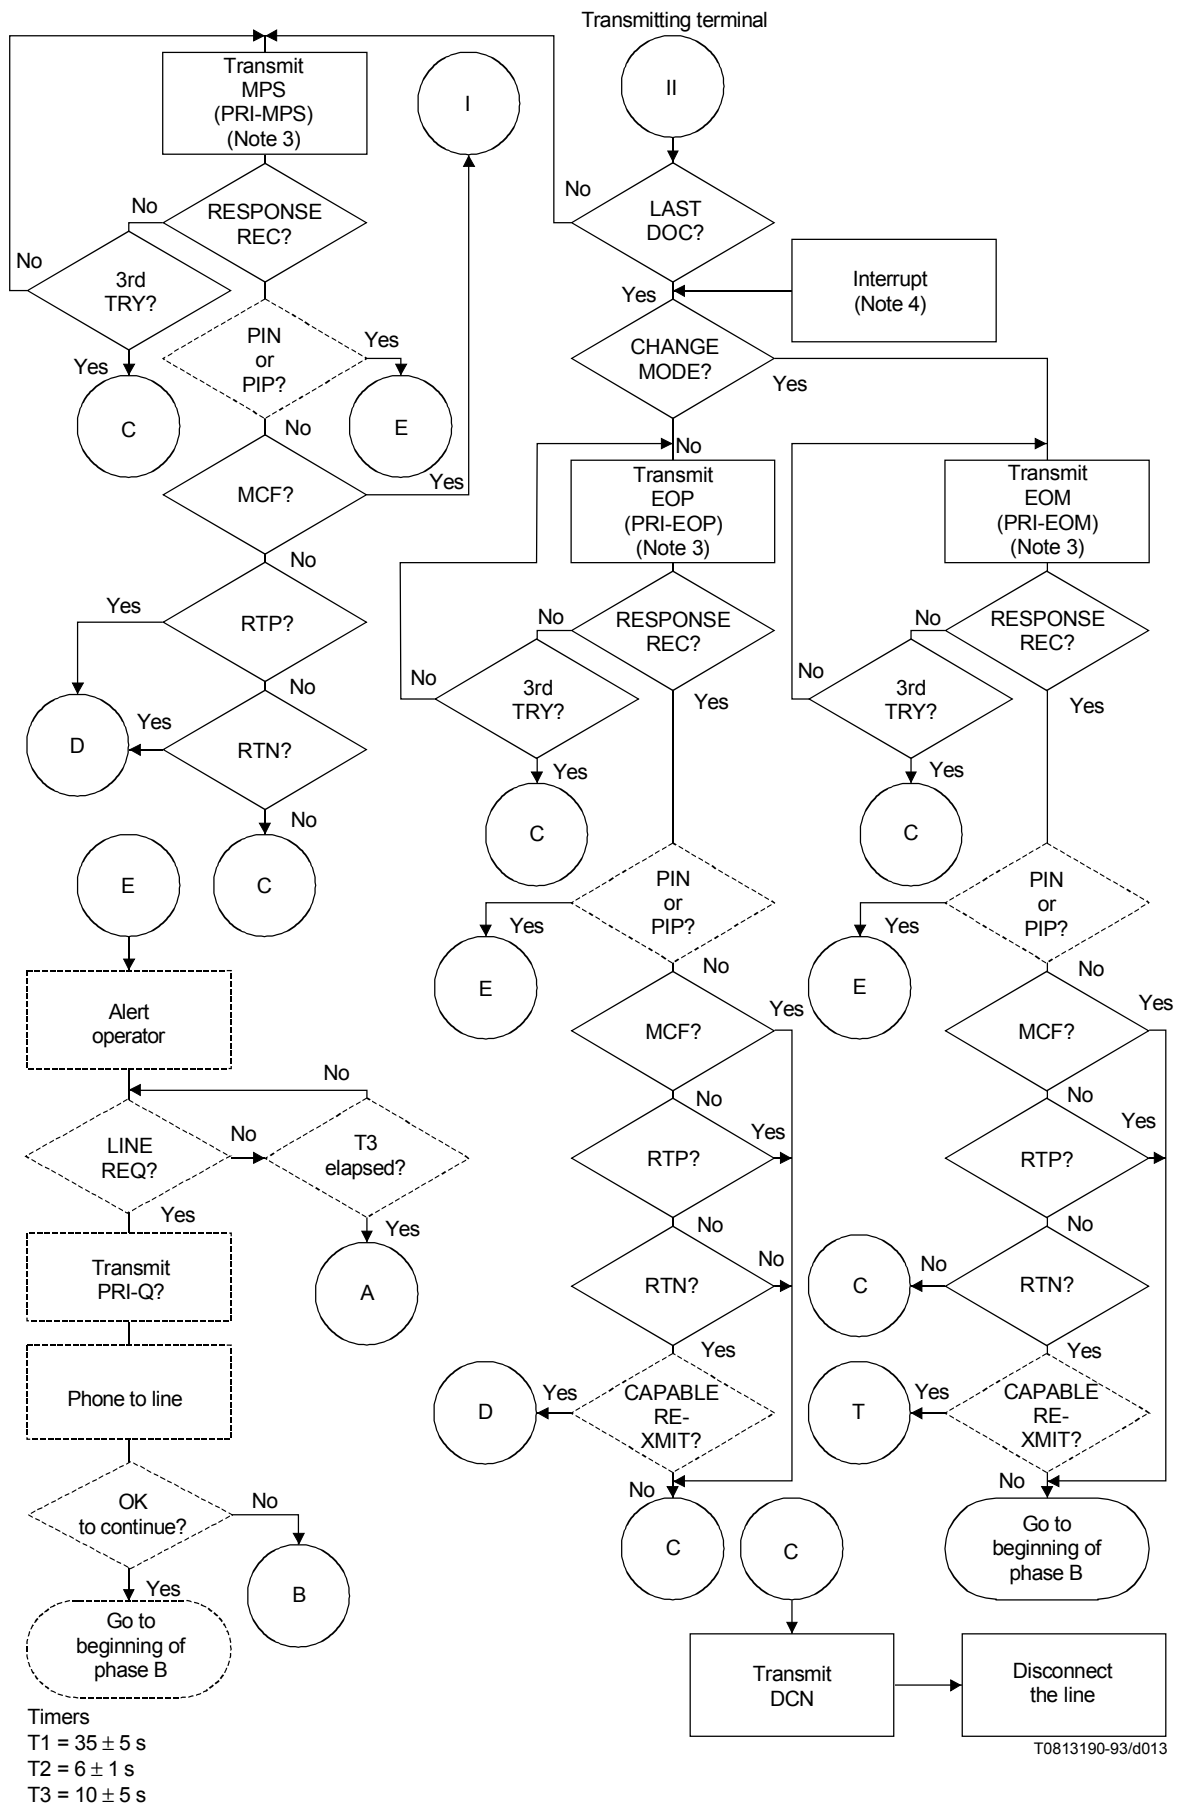 Transmitting terminal
Transmit
MPS
(PRI-MPS)
(Note 3)
I
II
No
RESPONSE
REC?
No
3rd
TRY?
No
LAST
DOC?
Interrupt
(Note 4)
Yes
PIN
or
PIP?
Yes
CHANGE
MODE?
Yes
Yes
C
E
No
MCF?
Yes
No
Transmit
EOP
(PRI-EOP)
(Note 3)
Transmit
EOM
(PRI-EOM)
(Note 3)
No
RTP?
Yes
No
RTN?
Yes
D
No
C
No
RESPONSE
REC?
No
3rd
TRY?
Yes
Yes
C
No
RESPONSE
REC?
No
3rd
TRY?
Yes
Yes
C
E
Alert
operator
No
LINE
REQ?
No
T3
elapsed?
Yes
Yes
A
Transmit
PRI-Q?
Phone to line
OK
to continue?
No
B
Yes
Go to
beginning of
phase B
PIN
or
PIP?
Yes
E
No
MCF?
Yes
No
RTP?
Yes
No
RTN?
No
Yes
CAPABLE
RE-
XMIT?
Yes
D
No
C
PIN
or
PIP?
Yes
E
No
MCF?
Yes
No
RTP?
Yes
No
RTN?
No
C
Yes
CAPABLE
RE-
XMIT?
Yes
T
No
Go to
beginning of
phase B
C
Transmit
DCN
Disconnect
the line
Timers
T1 = 35 ± 5 s
T2 = 6 ± 1 s
T3 = 10 ± 5 s
T0813190-93/d013